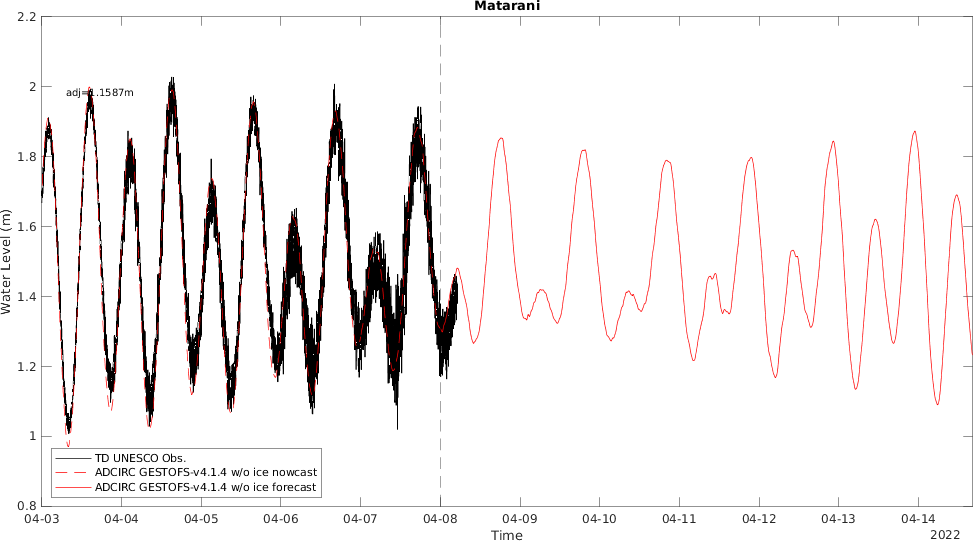 Matarani
2.2
2
1.8
1.6
1.4
1.2
1
0.8
Water Level (m)
adj=1.1587m
TD UNESCO Obs.
ADCIRC GESTOFS-v4.1.4 w/o ice nowcast
ADCIRC GESTOFS-v4.1.4 w/o ice forecast
04-03 04-04 04-05 04-06 04-07 04-08 04-09 04-10 04-11 04-12 04-13 04-14
Time
2022